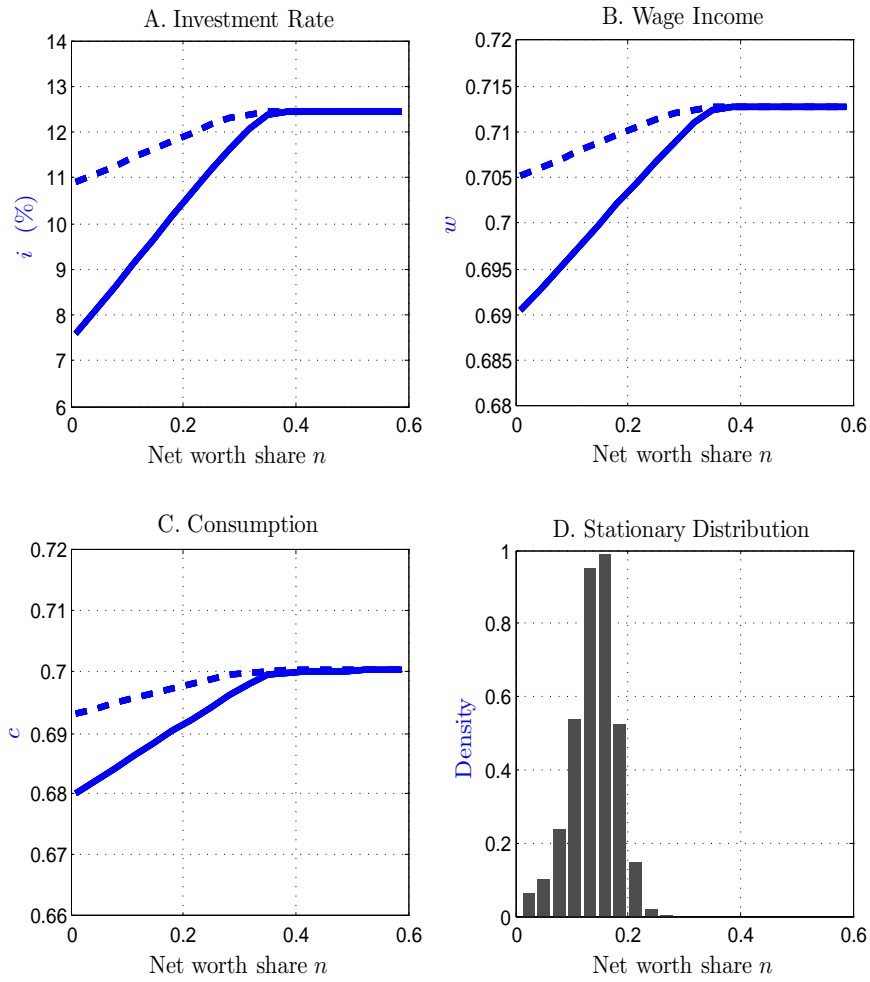 A. Investment Rate
14
13
12
11
10
9
8
7
6
i (%)
0 0.2 0.4 0.6
Net worth share n
B. Wage Income
0.72
0.715
0.71
0.705
0.7
0.695
0.69
0.685
0.68
w
0 0.2 0.4 0.6
Net worth share n
C. Consumption
0.72
0.71
0.7
0.69
0.68
0.67
0.66
c
0 0.2 0.4 0.6
Net worth share n
D. Stationary Distribution
1
0.8
0.6
0.4
0.2
0
Density
0 0.2 0.4 0.6
Net worth share n